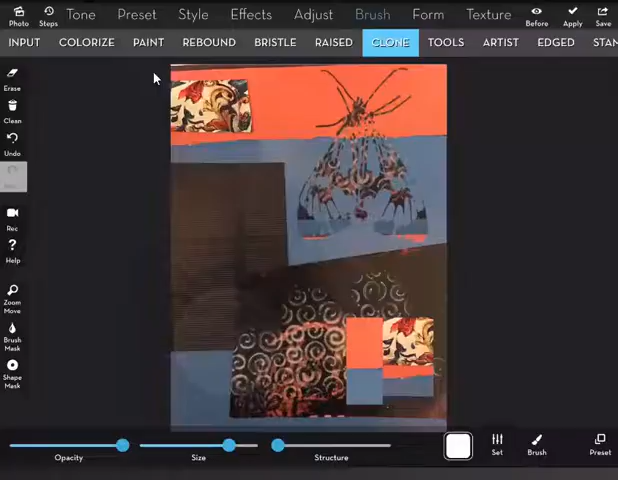 Photo Steps Tone Preset Style Effects Adjust Brush Form Texture Before Apply Save
INPUT COLORIZE PAINT REBOUND BRISTLE RAISED CLONE TOOLS ARTIST EDGED STAN
Erase
Clean
Undo
Rec
Help
Zoom
Move
Brush
Mask
Shape
Mask
Opacity Size Structure Set Brush Preset